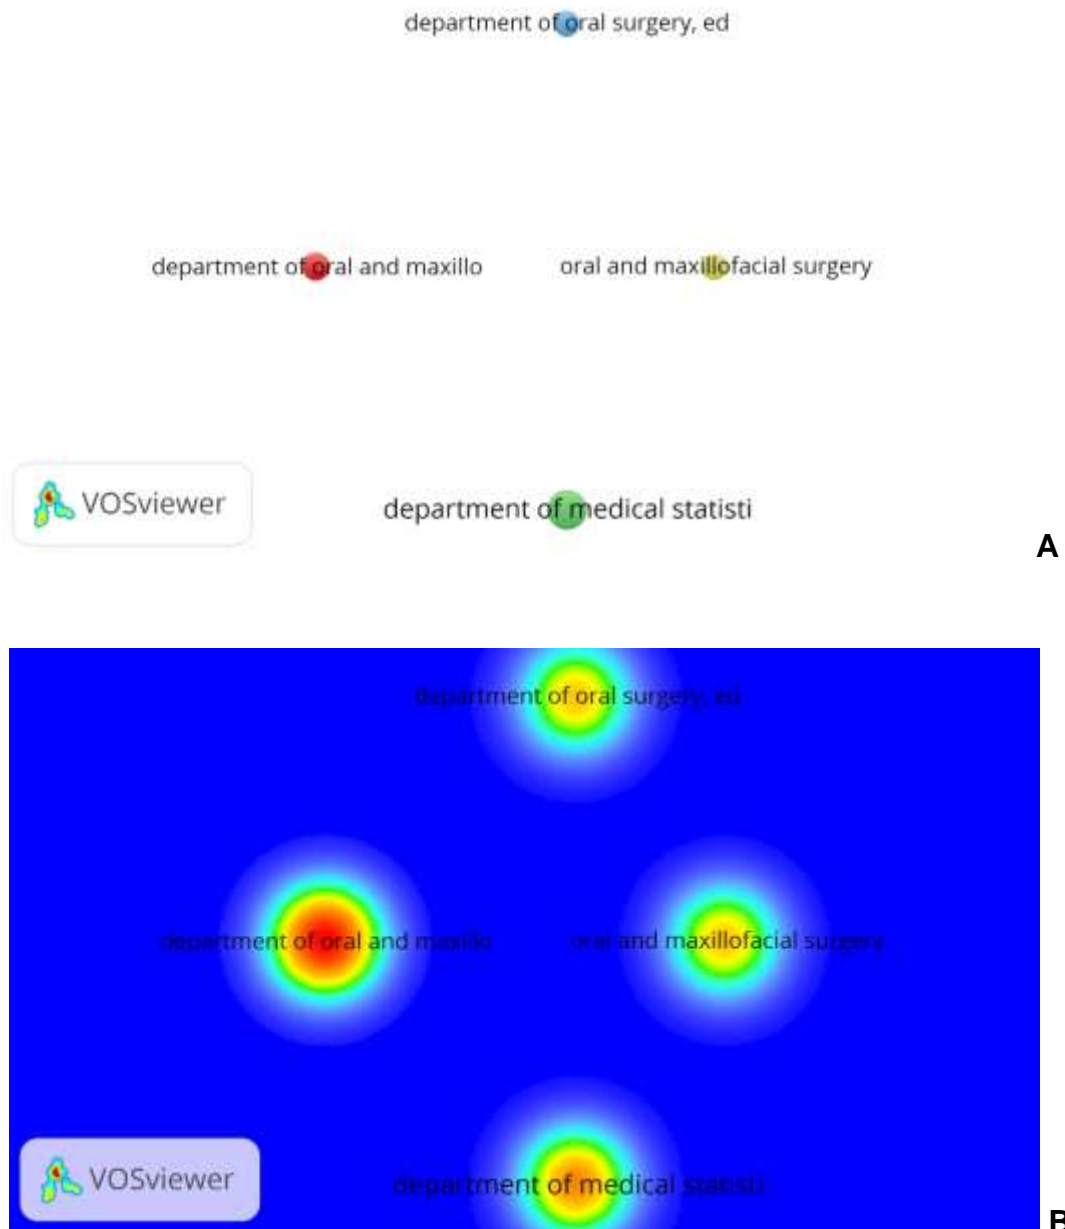 department of oral surgery, ed
department of oral and maxillo
oral and maxillofacial surgery
VOSviewer
department of medical statisti
A
department of oral surgery, ed
department of oral and maxillo
oral and maxillofacial surgery
VOSviewer
department of medical statisti
B